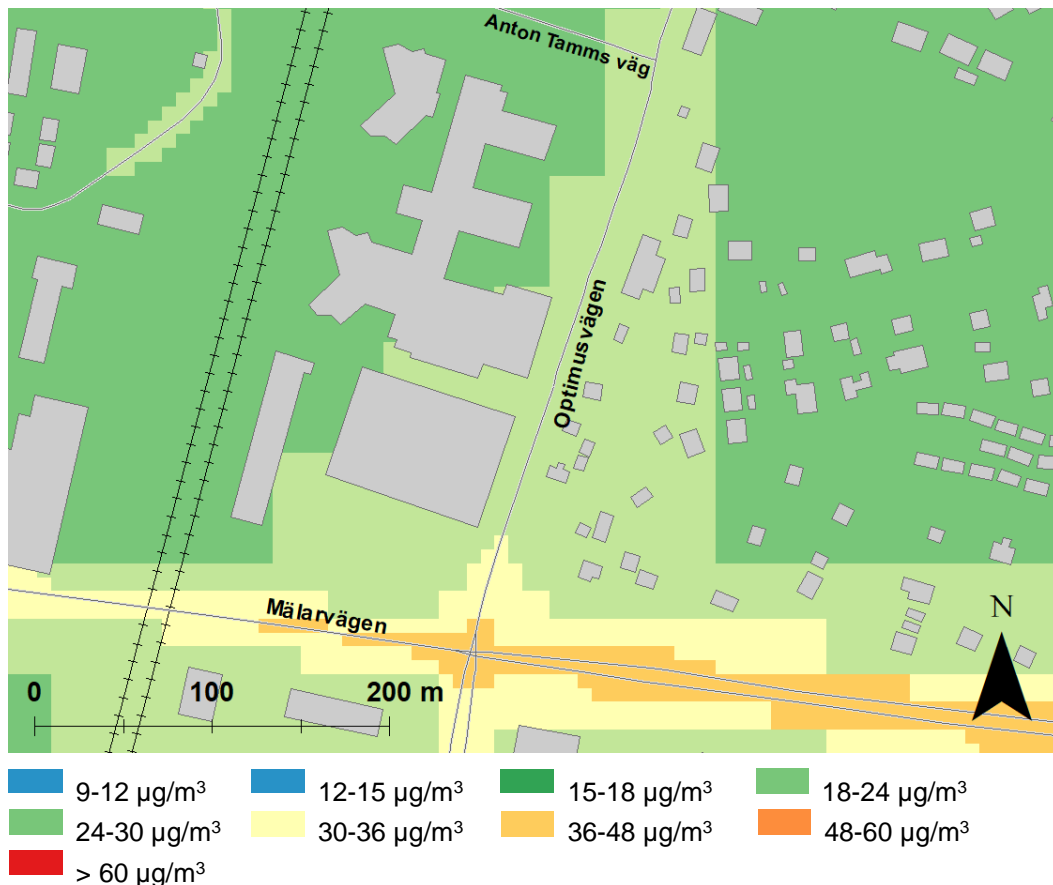 Anton Tamms väg
Optimusvägen
Mälarvägen
N
0 100 200 m
9-12 µg/m³ 12-15 µg/m³ 15-18 µg/m³ 18-24 µg/m³
24-30 µg/m³ 30-36 µg/m³ 36-48 µg/m³ 48-60 µg/m³
> 60 µg/m³